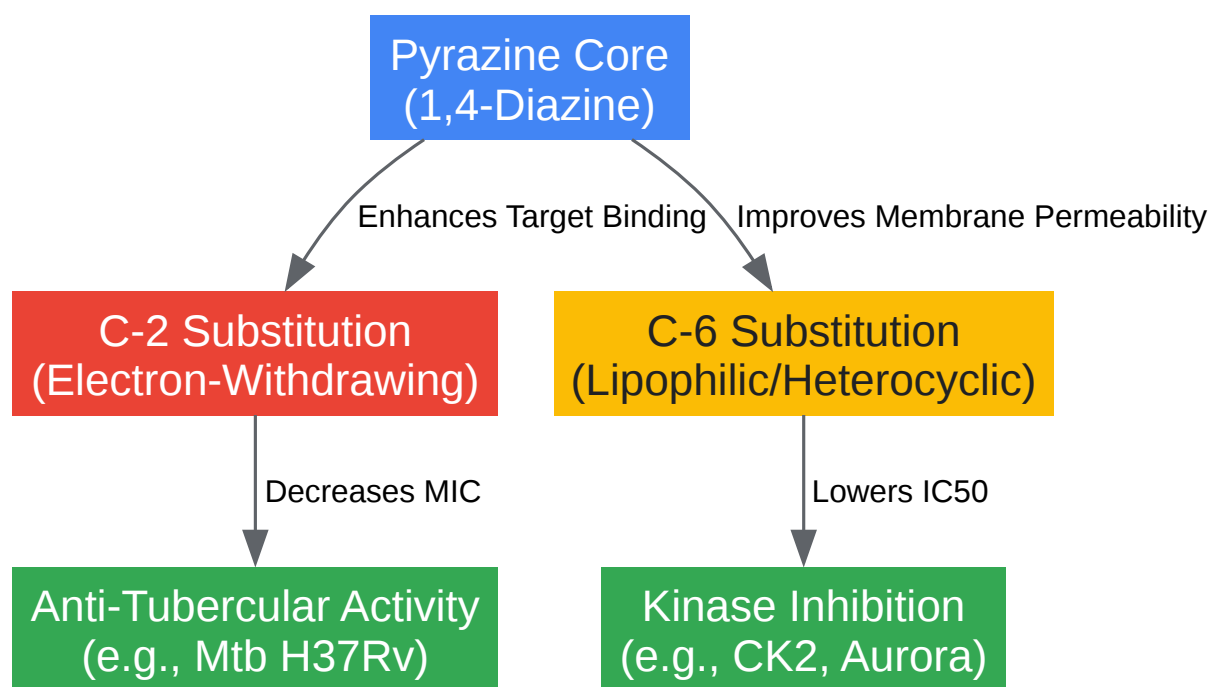 Pyrazine Core
(1,4-Diazine)
Enhances Target Binding
Improves Membrane Permeability
C-2 Substitution
(Electron-Withdrawing)
C-6 Substitution
(Lipophilic/Heterocyclic)
Decreases MIC
Lowers IC50
Anti-Tubercular Activity
(e.g., Mtb H37Rv)
Kinase Inhibition
(e.g., CK2, Aurora)